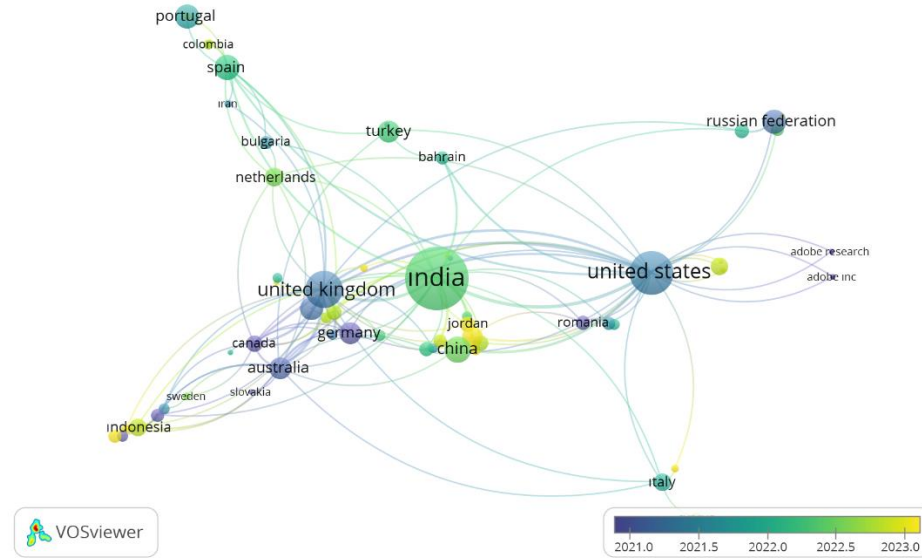 portugal
colombia
spain
iran
bulgaria
netherlands
turkey
bahrain
russian federation
adobe research
adobe inc
united states
india
united kingdom
jordan
romania
canada
germany
china
australia
slovakia
sweden
indonesia
italy
VOSviewer
2021.0 2021.5 2022.0 2022.5 2023.0